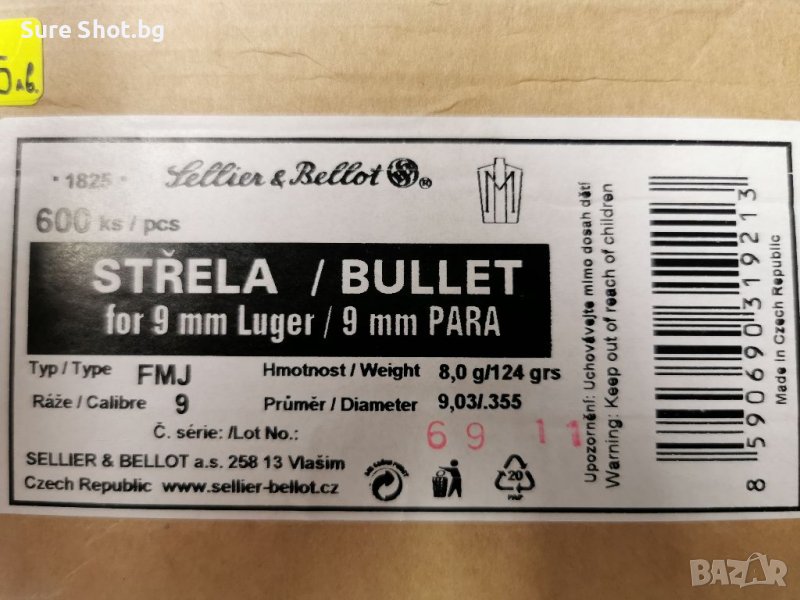 Sure Shot.bg
5лв.
· 1825 ·
Sellier & Bellot ®
600 ks / pcs
STŘELA / BULLET
for 9 mm Luger / 9 mm PARA
Typ / Type FMJ
Hmotnost / Weight 8,0 g/124 grs
Ráže / Calibre 9
Průměr / Diameter 9,03/.355
Č. série: /Lot No.: 69 11
SELLIER & BELLOT a.s. 258 13 Vlašim
Czech Republic www.sellier-bellot.cz
20
PAP
Upozornění: Uchovávejte mimo dosah dětí
Warning: Keep out of reach of children
8 590690 319213
Made in Czech Republic
BAZAR